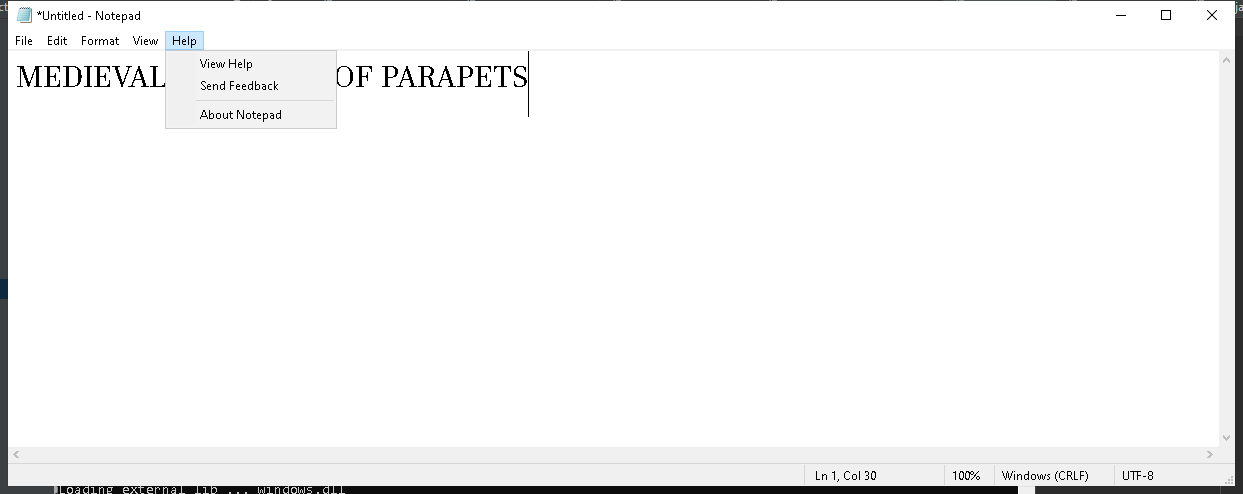 *Untitled - Notepad
File Edit Format View Help
MEDIEVAL OF PARAPETS
View Help
Send Feedback
About Notepad
Ln 1, Col 30 100% Windows (CRLF) UTF-8
Loading external lib ... windows.dll